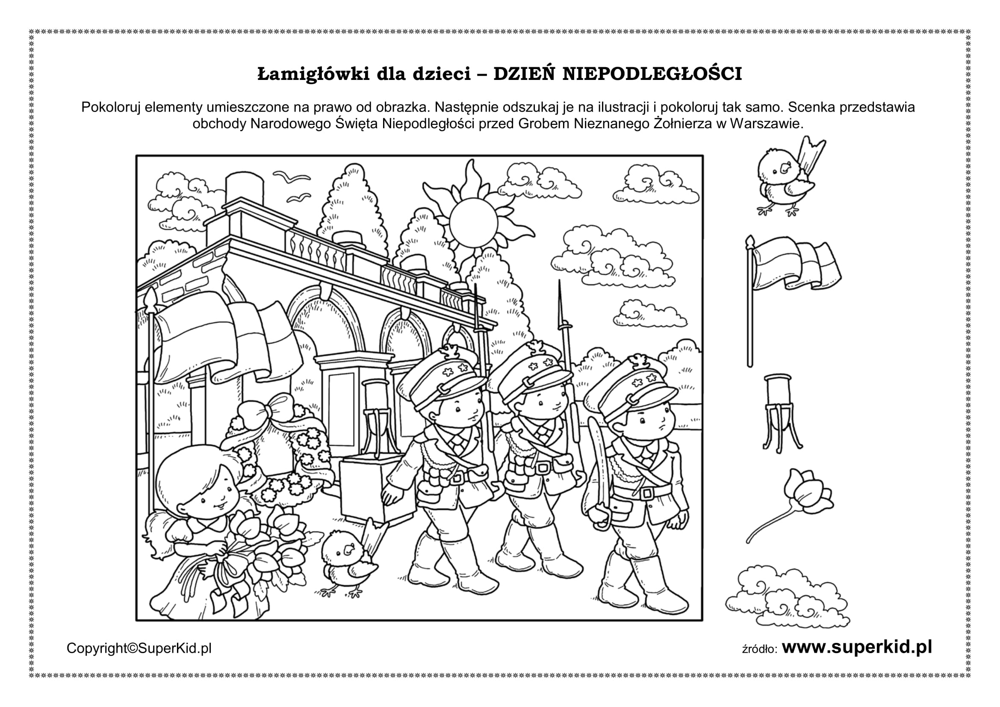 Łamigłówki dla dzieci – DZIEŃ NIEPODLEGŁOŚCI
Pokoloruj elementy umieszczone na prawo od obrazka. Następnie odszukaj je na ilustracji i pokoloruj tak samo. Scenka przedstawia
obchody Narodowego Święta Niepodległości przed Grobem Nieznanego Żołnierza w Warszawie.
Copyright©SuperKid.pl
źródło: www.superkid.pl